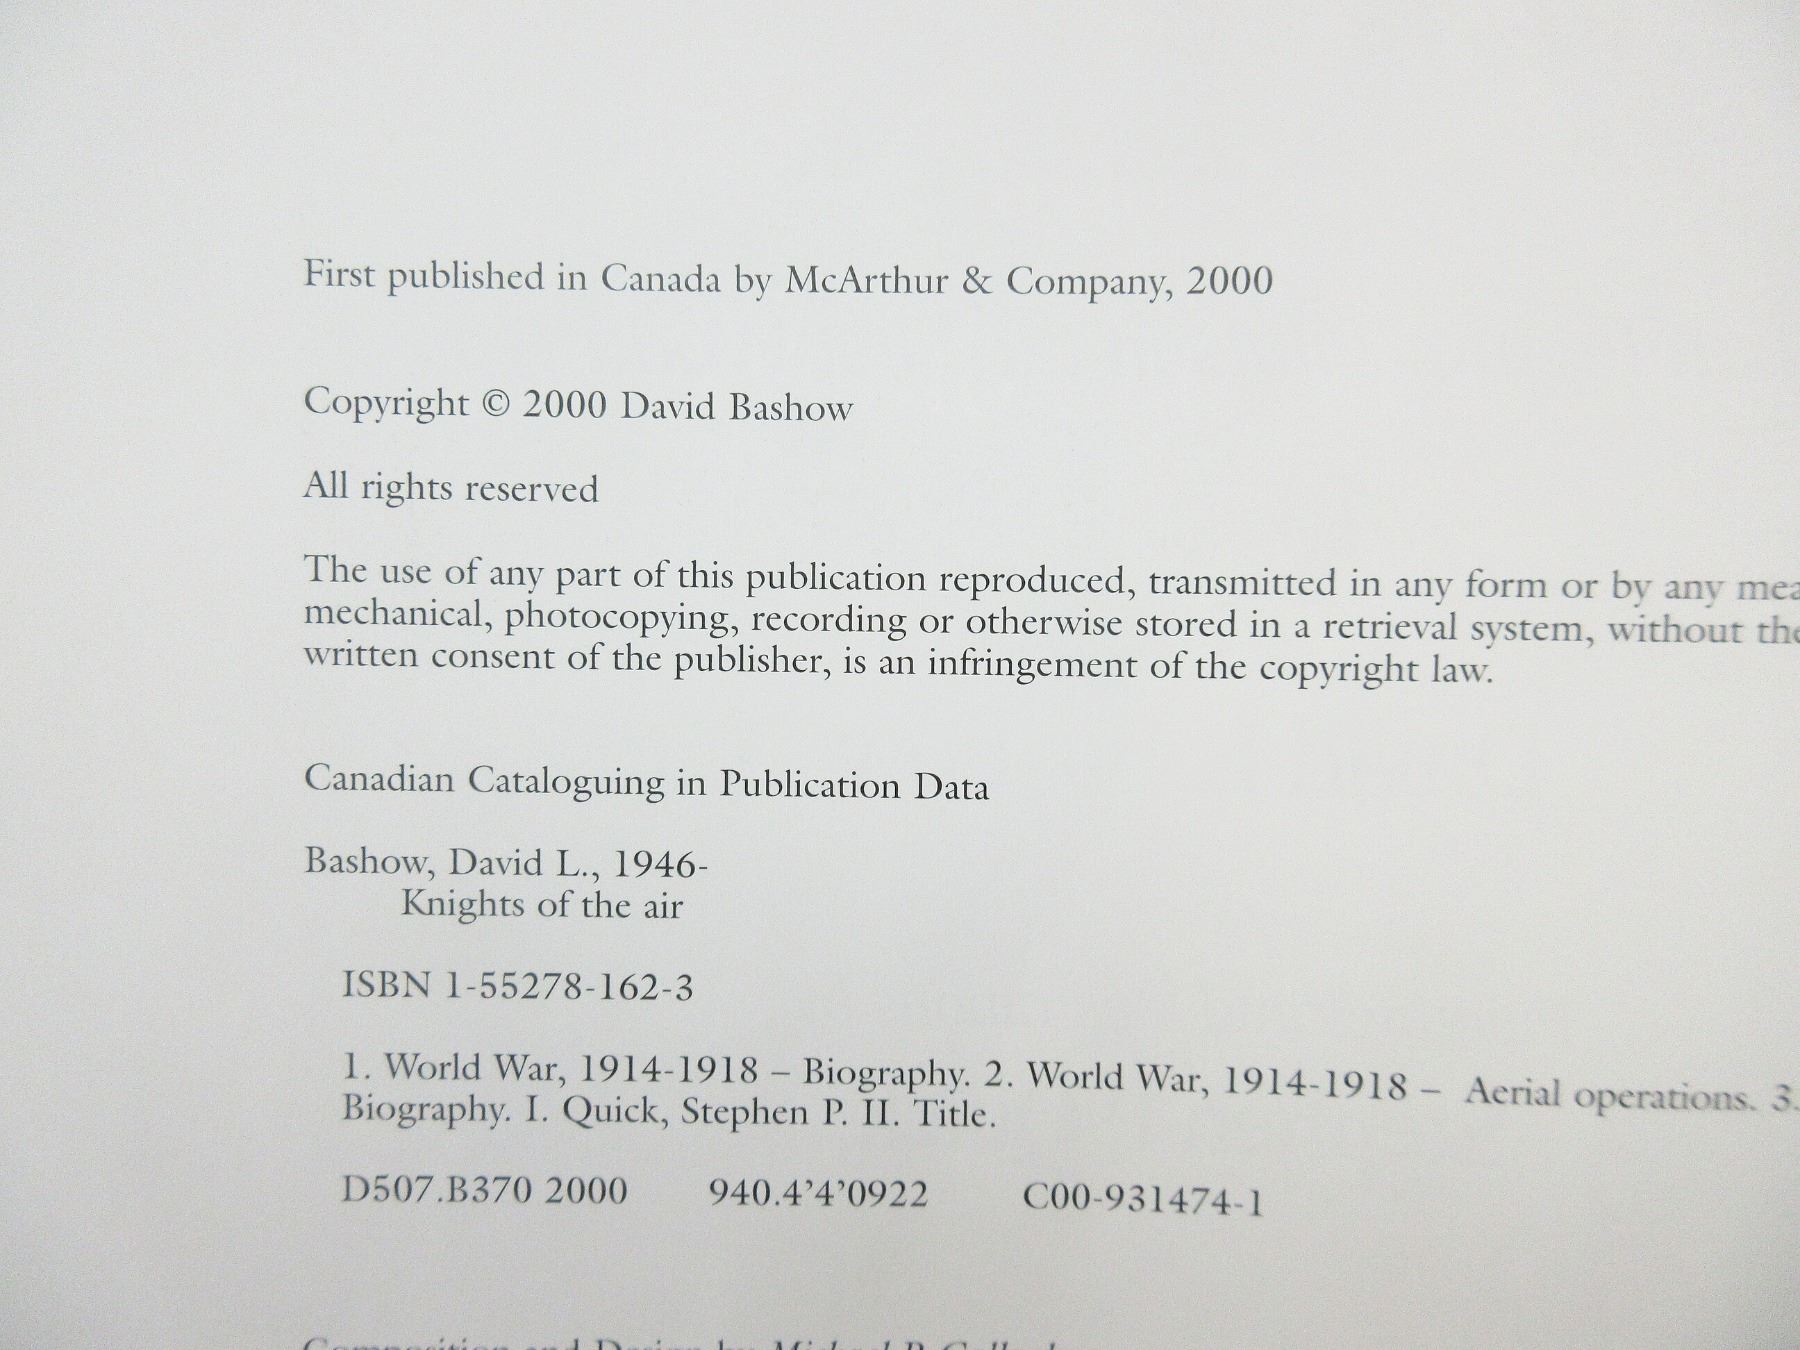 First published in Canada by McArthur & Company, 2000
Copyright © 2000 David Bashow
All rights reserved
The use of any part of this publication reproduced, transmitted in any form or by any
mechanical, photocopying, recording or otherwise stored in a retrieval system, without
written consent of the publisher, is an infringement of the copyright law.
Canadian Cataloguing in Publication Data
Bashow, David L., 1946-
Knights of the air
ISBN 1-55278-162-3
1. World War, 1914-1918 – Biography. 2. World War, 1914-1918 – Aerial operations. 3.
Biography. I. Quick, Stephen P. II. Title.
D507.B370 2000 940.4’4’0922 C00-931474-1